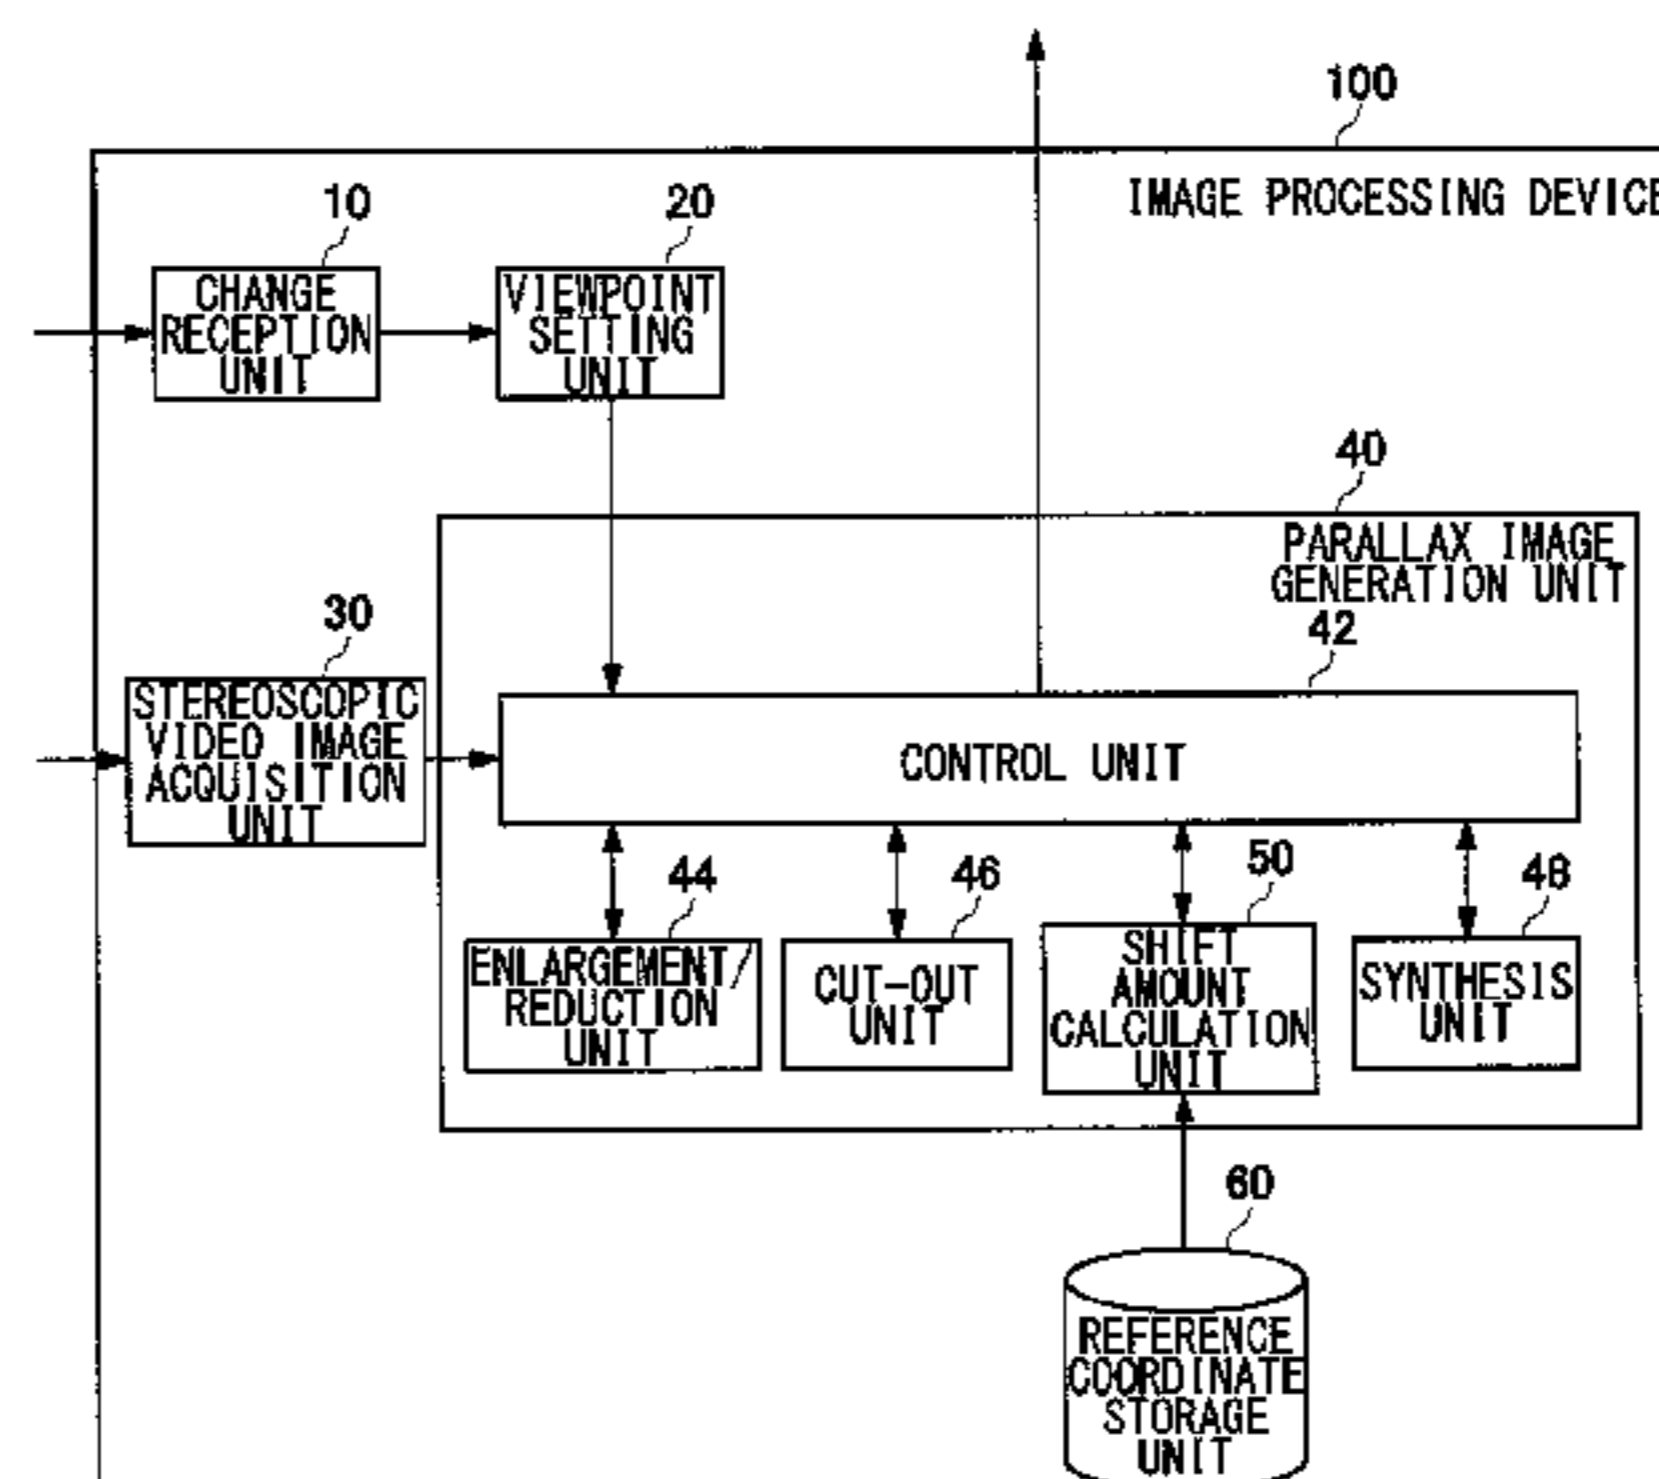 100
IMAGE PROCESSING DEVICE
10
20
CHANGE
RECEPTION
UNIT
VIEWPOINT
SETTING
UNIT
40
PARALLAX IMAGE
GENERATION UNIT
30
42
STEREOSCOPIC
VIDEO IMAGE
ACQUISITION
UNIT
CONTROL UNIT
44
46
50
48
ENLARGEMENT/
REDUCTION
UNIT
CUT-OUT
UNIT
SHIFT
AMOUNT
CALCULATION
UNIT
SYNTHESIS
UNIT
60
REFERENCE
COORDINATE
STORAGE
UNIT